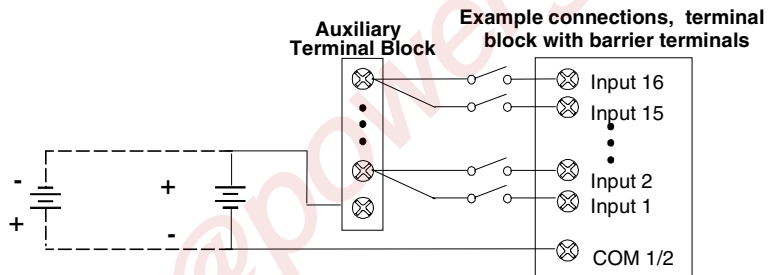 Auxiliary
Terminal Block
Example connections, terminal
block with barrier terminals
Input 16
Input 15
Input 2
Input 1
COM 1/2
-
+
+
-
@powers